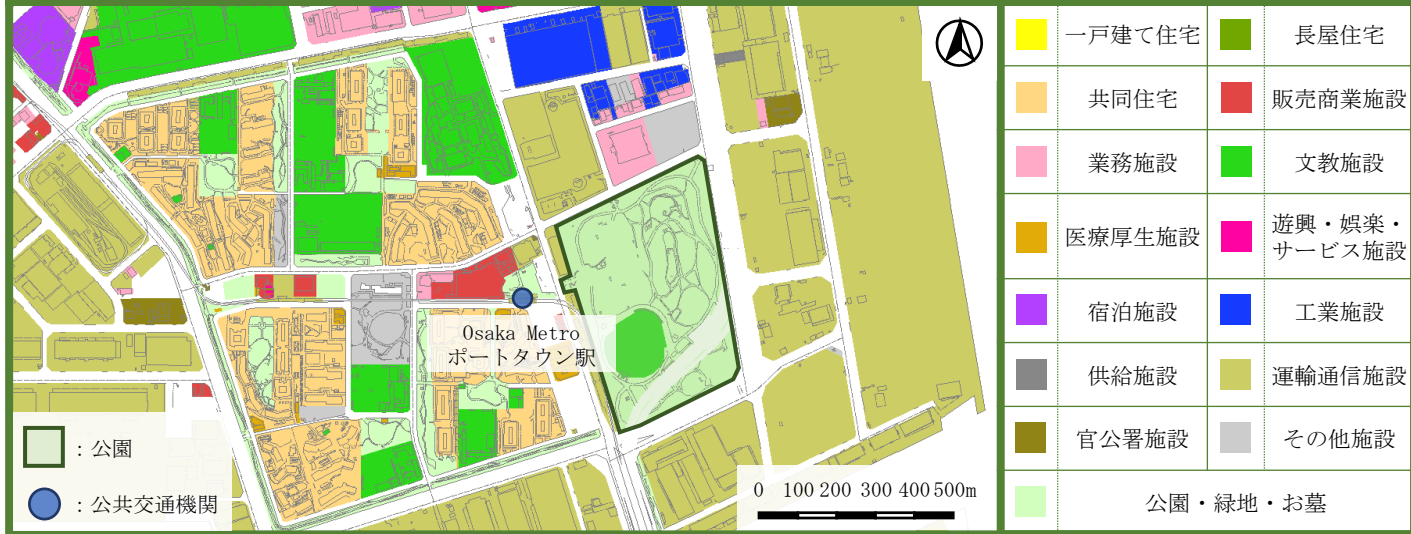 Osaka Metro
ポートタウン駅
：公園
：公共交通機関
0 100 200 300 400 500m
一戸建て住宅
長屋住宅
共同住宅
販売商業施設
業務施設
文教施設
医療厚生施設
遊興・娯楽・
サービス施設
宿泊施設
工業施設
供給施設
運輸通信施設
官公署施設
その他施設
公園・緑地・お墓